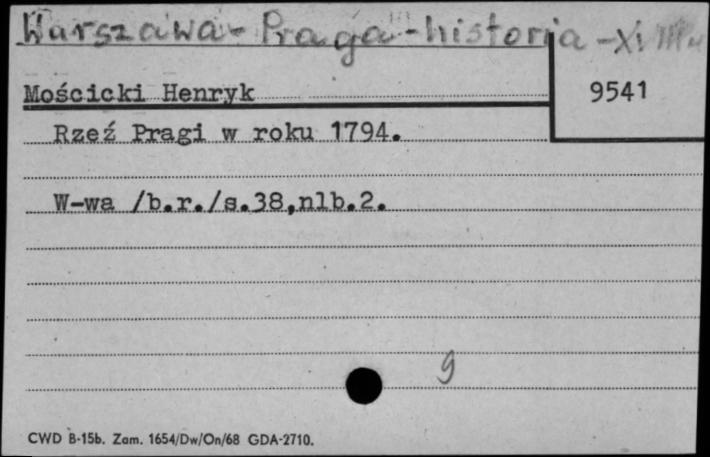 Warszawa - Praga - historia - XVIII w
Mościcki Henryk
9541
Rzeź Pragi w roku 1794.
W-wa /b.r./s.38,nlb.2.
9
CWD B-15b. Zam. 1654/Dw/On/68 GDA-2710.